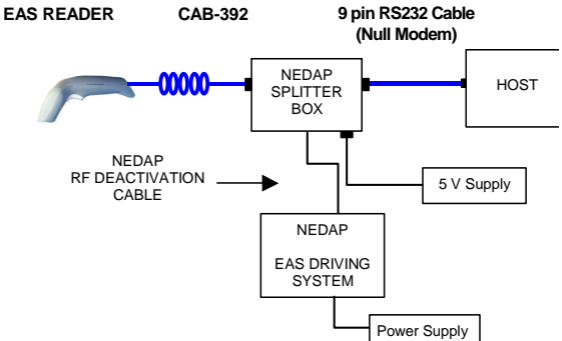 EAS READER
CAB-392
9 pin RS232 Cable
(Null Modem)
NEDAP
SPLITTER
BOX
HOST
NEDAP
RF DEACTIVATION
CABLE
5 V Supply
NEDAP
EAS DRIVING
SYSTEM
Power Supply